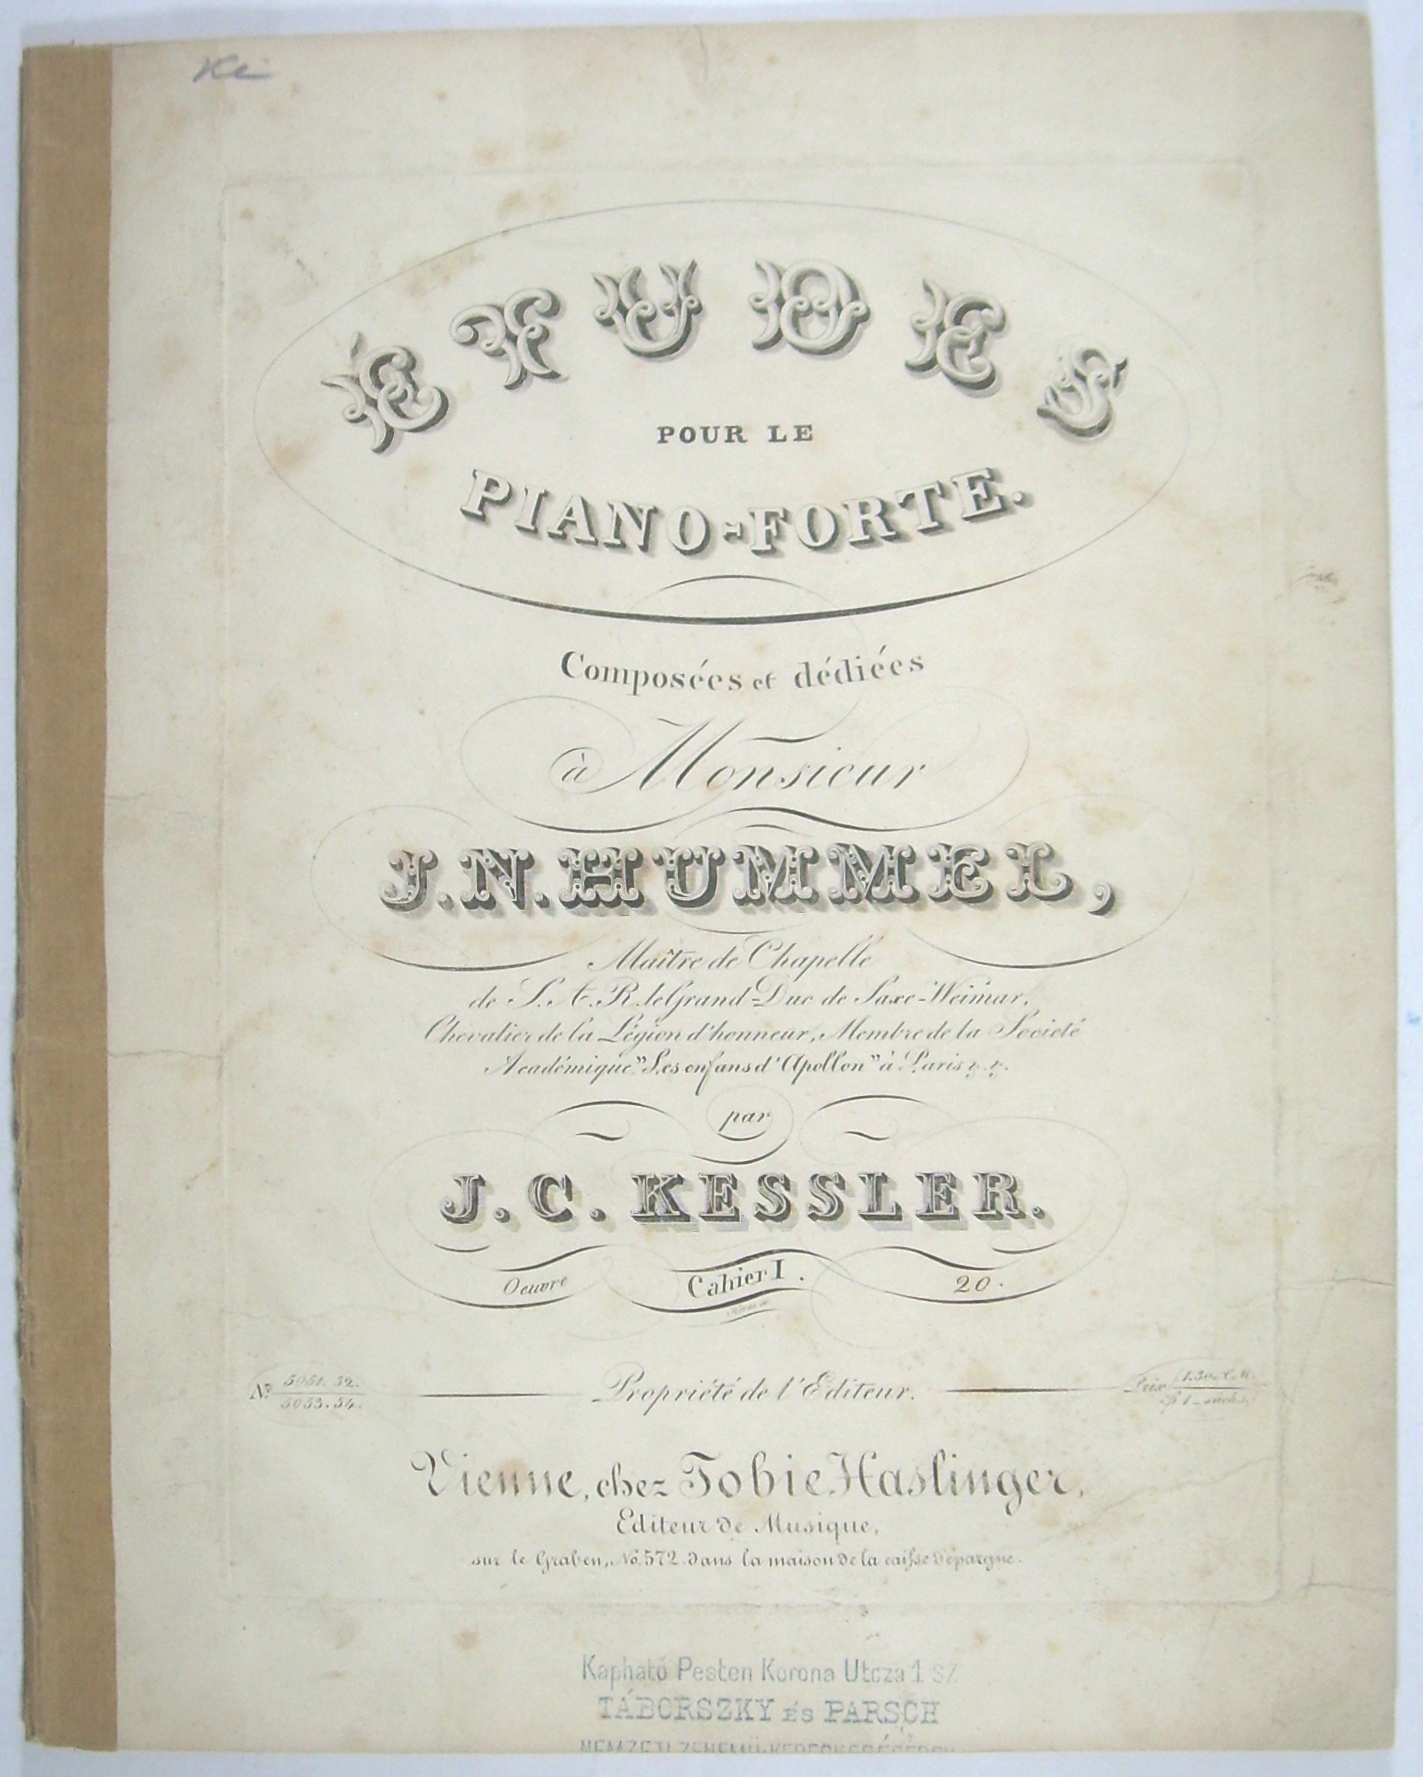 ÉTUDES
POUR LE
PIANO-FORTE.
Composées et dédiées
à Monsieur
J. N. HUMMEL,
Maître de Chapelle
de S. A. R. le Grand-Duc de Saxe-Weimar,
Chevalier de la Légion d'honneur, Membre de la Societé
Académique "Les enfans d'Apollon" à Paris
par
J. C. KESSLER.
Oeuvre Cahier I. 20.
No. 5051. 52. Propriété de l'Editeur. Prix 1.30
5053. 54.
Vienne, chez Tobie Haslinger,
Editeur de Musique,
sur le Graben, No. 572 dans la maison de la caisse d'epargne.
Kapható Pesten Korona Utcza 1 SZ
TÁBORSZKY ÉS PARSCH